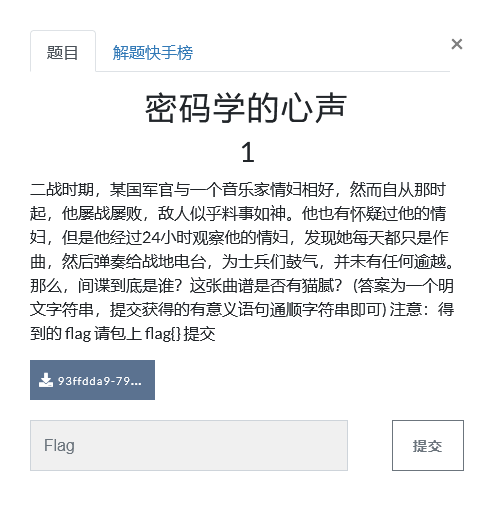 题目 解题快手榜 ×
密码学的心声
1
二战时期，某国军官与一个音乐家情妇相好，然而自从那时
起，他屡战屡败，敌人似乎料事如神。他也有怀疑过他的情
妇，但是他经过24小时观察他的情妇，发现她每天都只是作
曲，然后弹奏给战地电台，为士兵们鼓气，并未有任何逾越。
那么，间谍到底是谁？这张曲谱是否有猫腻？ (答案为一个明
文字符串，提交获得的有意义语句通顺字符串即可) 注意：得
到的 flag 请包上 flag{} 提交
93ffdda9-79...
Flag 提交